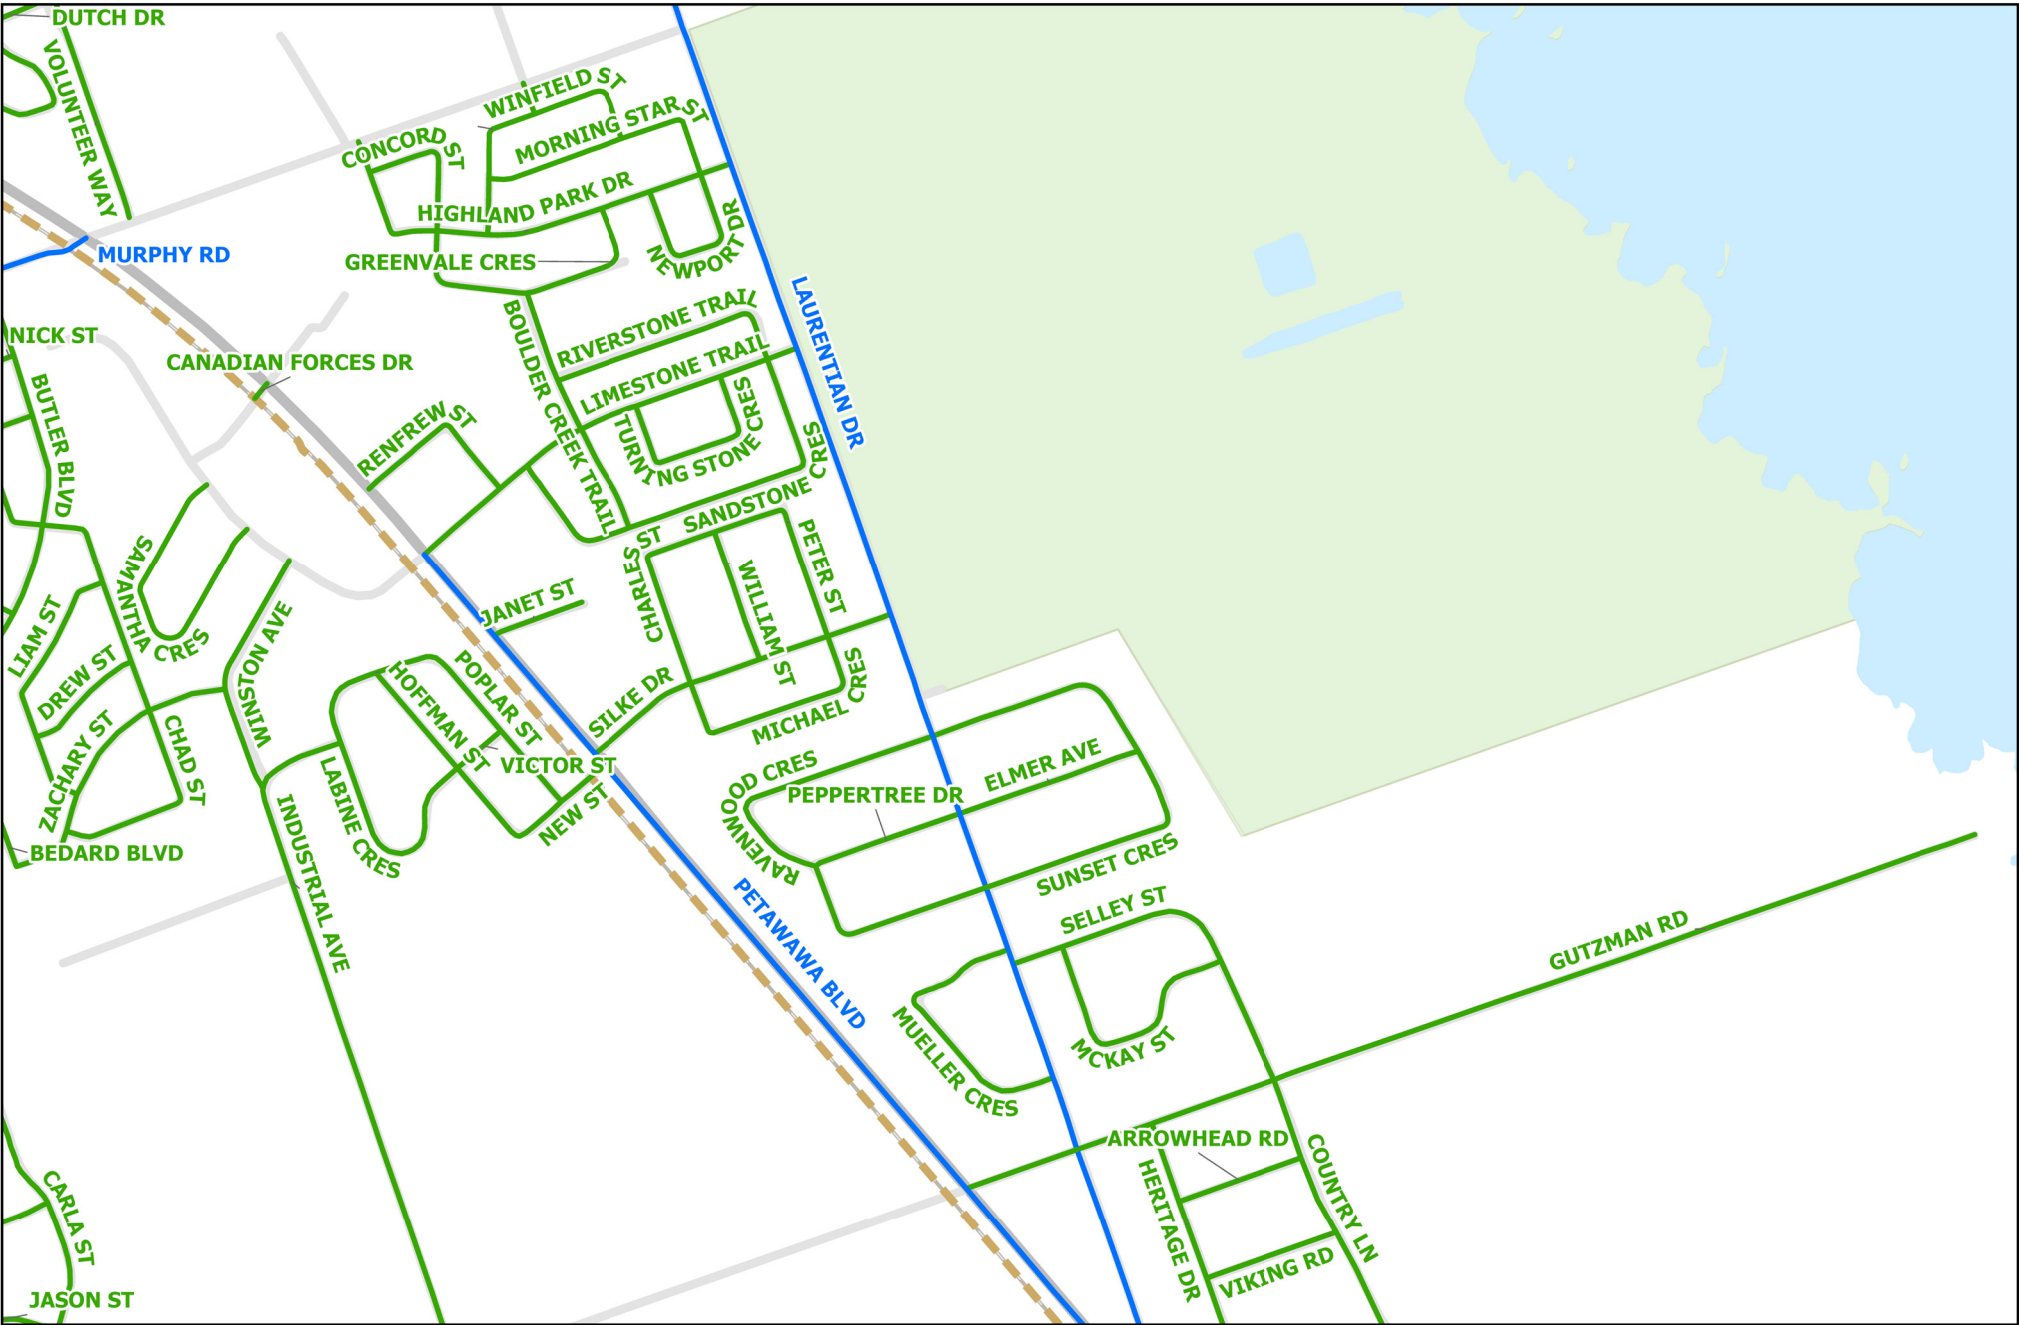 DUTCH DR
VOLUNTEER WAY
WINFIELD ST
MORNING STAR ST
CONCORD ST
HIGHLAND PARK DR
NEWPORT DR
MURPHY RD
GREENVALE CRES
LAURENTIAN DR
RIVERSTONE TRAIL
BOULDER CREEK TRAIL
NICK ST
LIMESTONE TRAIL
CANADIAN FORCES DR
BUTLER BLVD
RENFREW ST
TURNING STONE CRES
SANDSTONE CRES
CHARLES ST
PETER ST
SAMANTHA CRES
WILLIAM ST
JANET ST
LIAM ST
WINSTON AVE
DREW ST
HOFFMAN ST
POPLAR ST
SILKE DR
MICHAEL CRES
ZACHARY ST
CHAD ST
VICTOR ST
RAVENWOOD CRES
ELMER AVE
PEPPERTREE DR
LABINE CRES
NEW ST
INDUSTRIAL AVE
BEDARD BLVD
SUNSET CRES
PETAWAWA BLVD
SELLEY ST
GUTZMAN RD
MUELLER CRES
MCKAY ST
ARROWHEAD RD
COUNTRY LN
HERITAGE DR
CARLA ST
VIKING RD
JASON ST